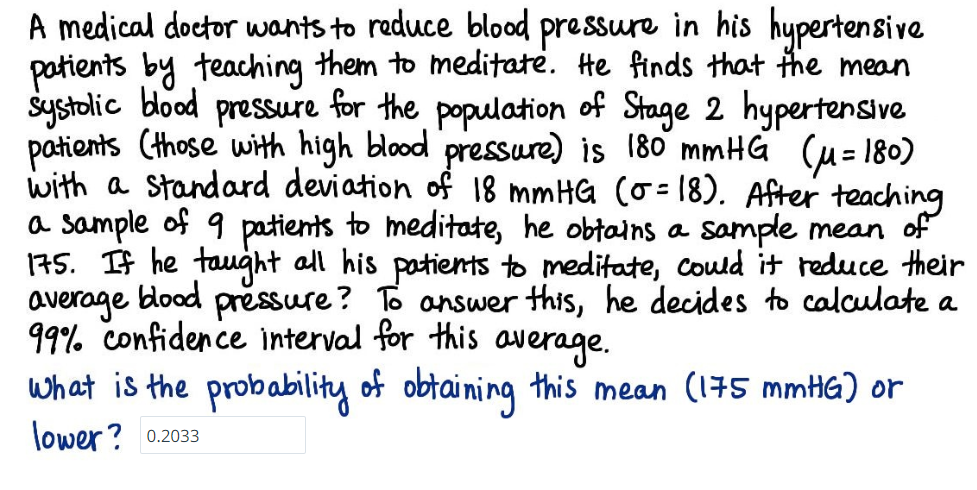 A medical doctor wants to reduce blood pressure in his hypertensive
patients by teaching them to meditate. He finds that the mean
systolic blood pressure for the population of Stage 2 hypertensive
patients (those with high blood pressure) is 180 mmHG (μ = 180)
with a standard deviation of 18 mmHG (σ = 18). After teaching
a sample of 9 patients to meditate, he obtains a sample mean of
175. If he taught all his patients to meditate, could it reduce their
average blood pressure? To answer this, he decides to calculate a
99% confidence interval for this average.
What is the probability of obtaining this mean (175 mmHG) or
lower? 0.2033